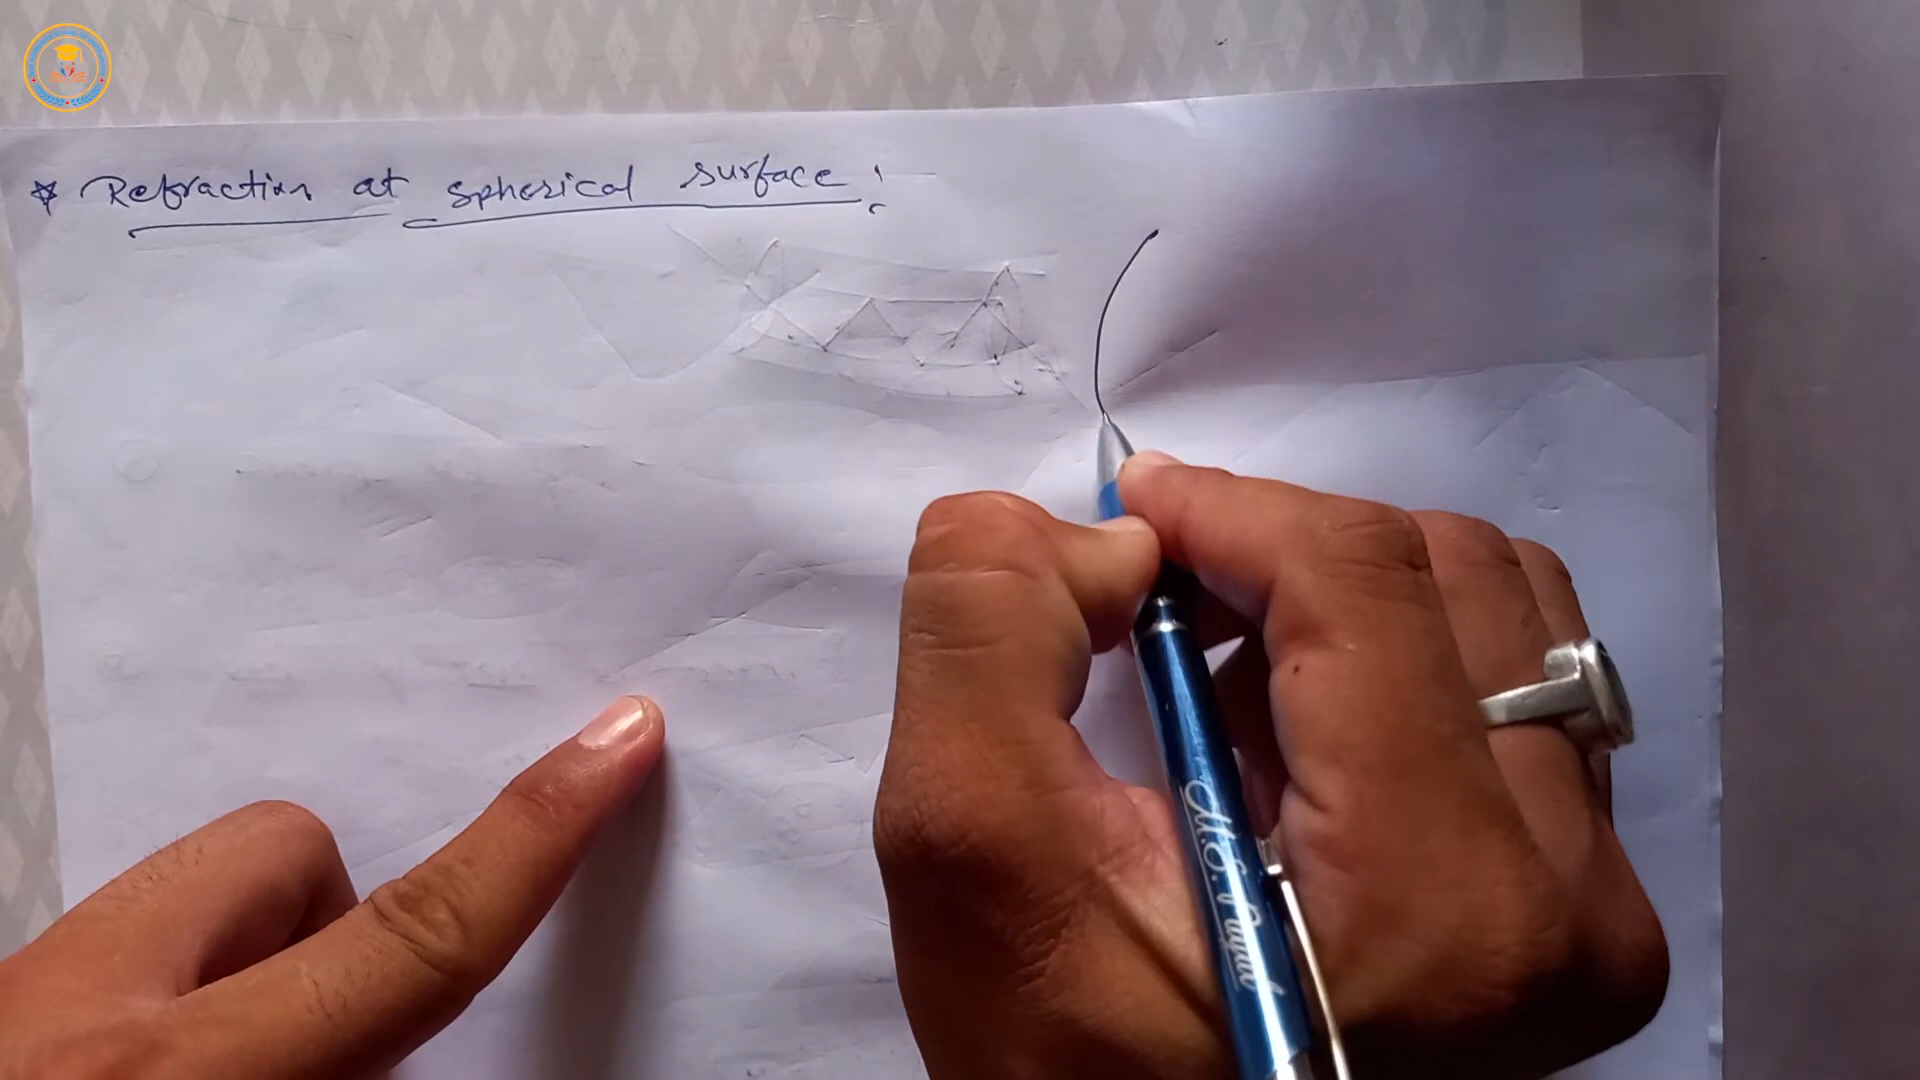 * Refraction at spherical surface :
M.S.